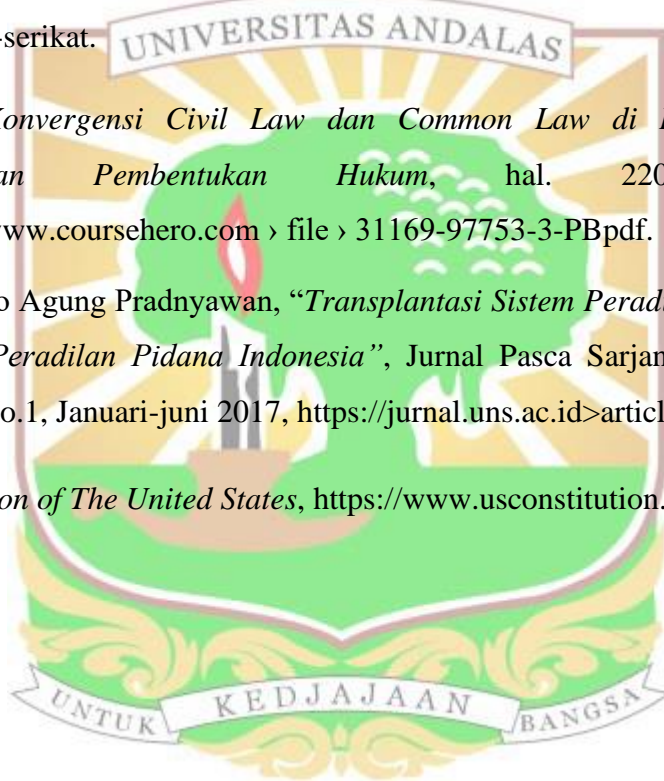 -serikat.
UNIVERSITAS ANDALAS
Konvergensi Civil Law dan Common Law di
an Pembentukan Hukum, hal. 220
www.coursehero.com › file › 31169-97753-3-PBpdf.
o Agung Pradnyawan, “Transplantasi Sistem Perad
Peradilan Pidana Indonesia”, Jurnal Pasca Sarjan
o.1, Januari-juni 2017, https://jurnal.uns.ac.id>articl
on of The United States, https://www.usconstitution.
UNTUK KEDJAJAAN BANGSA